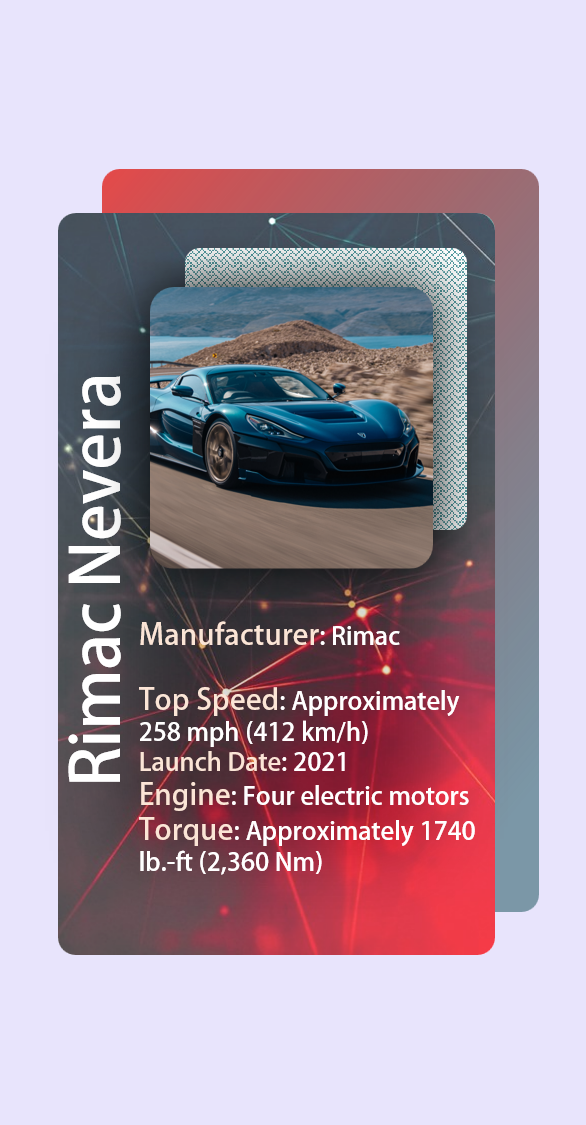 Rimac Nevera
Manufacturer: Rimac
Top Speed: Approximately
258 mph (412 km/h)
Launch Date: 2021
Engine: Four electric motors
Torque: Approximately 1740
lb.-ft (2,360 Nm)